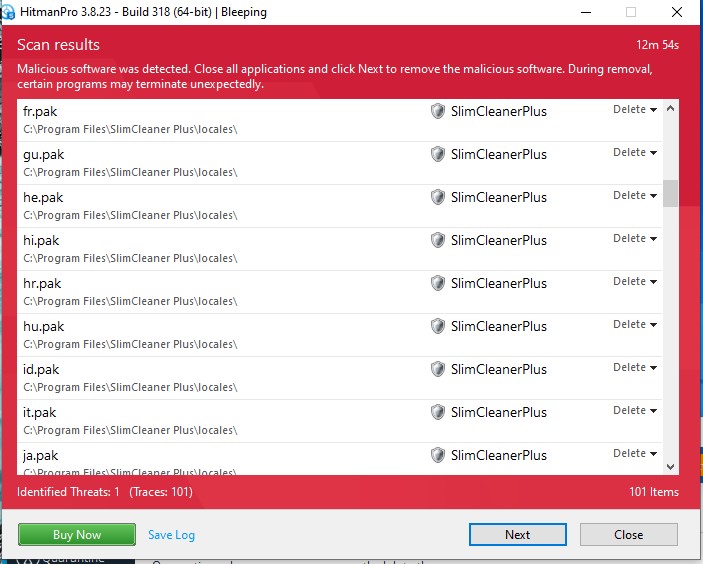 HitmanPro 3.8.23 - Build 318 (64-bit) | Bleeping
Scan results 12m 54s
Malicious software was detected. Close all applications and click Next to remove the malicious software. During removal,
certain programs may terminate unexpectedly.
fr.pak SlimCleanerPlus Delete
C:\Program Files\SlimCleaner Plus\locales\
gu.pak SlimCleanerPlus Delete
C:\Program Files\SlimCleaner Plus\locales\
he.pak SlimCleanerPlus Delete
C:\Program Files\SlimCleaner Plus\locales\
hi.pak SlimCleanerPlus Delete
C:\Program Files\SlimCleaner Plus\locales\
hr.pak SlimCleanerPlus Delete
C:\Program Files\SlimCleaner Plus\locales\
hu.pak SlimCleanerPlus Delete
C:\Program Files\SlimCleaner Plus\locales\
id.pak SlimCleanerPlus Delete
C:\Program Files\SlimCleaner Plus\locales\
it.pak SlimCleanerPlus Delete
C:\Program Files\SlimCleaner Plus\locales\
ja.pak SlimCleanerPlus Delete
C:\Program Files\SlimCleaner Plus\locales\
Identified Threats: 1 (Traces: 101) 101 Items
Buy Now Save Log Next Close
Quarantine